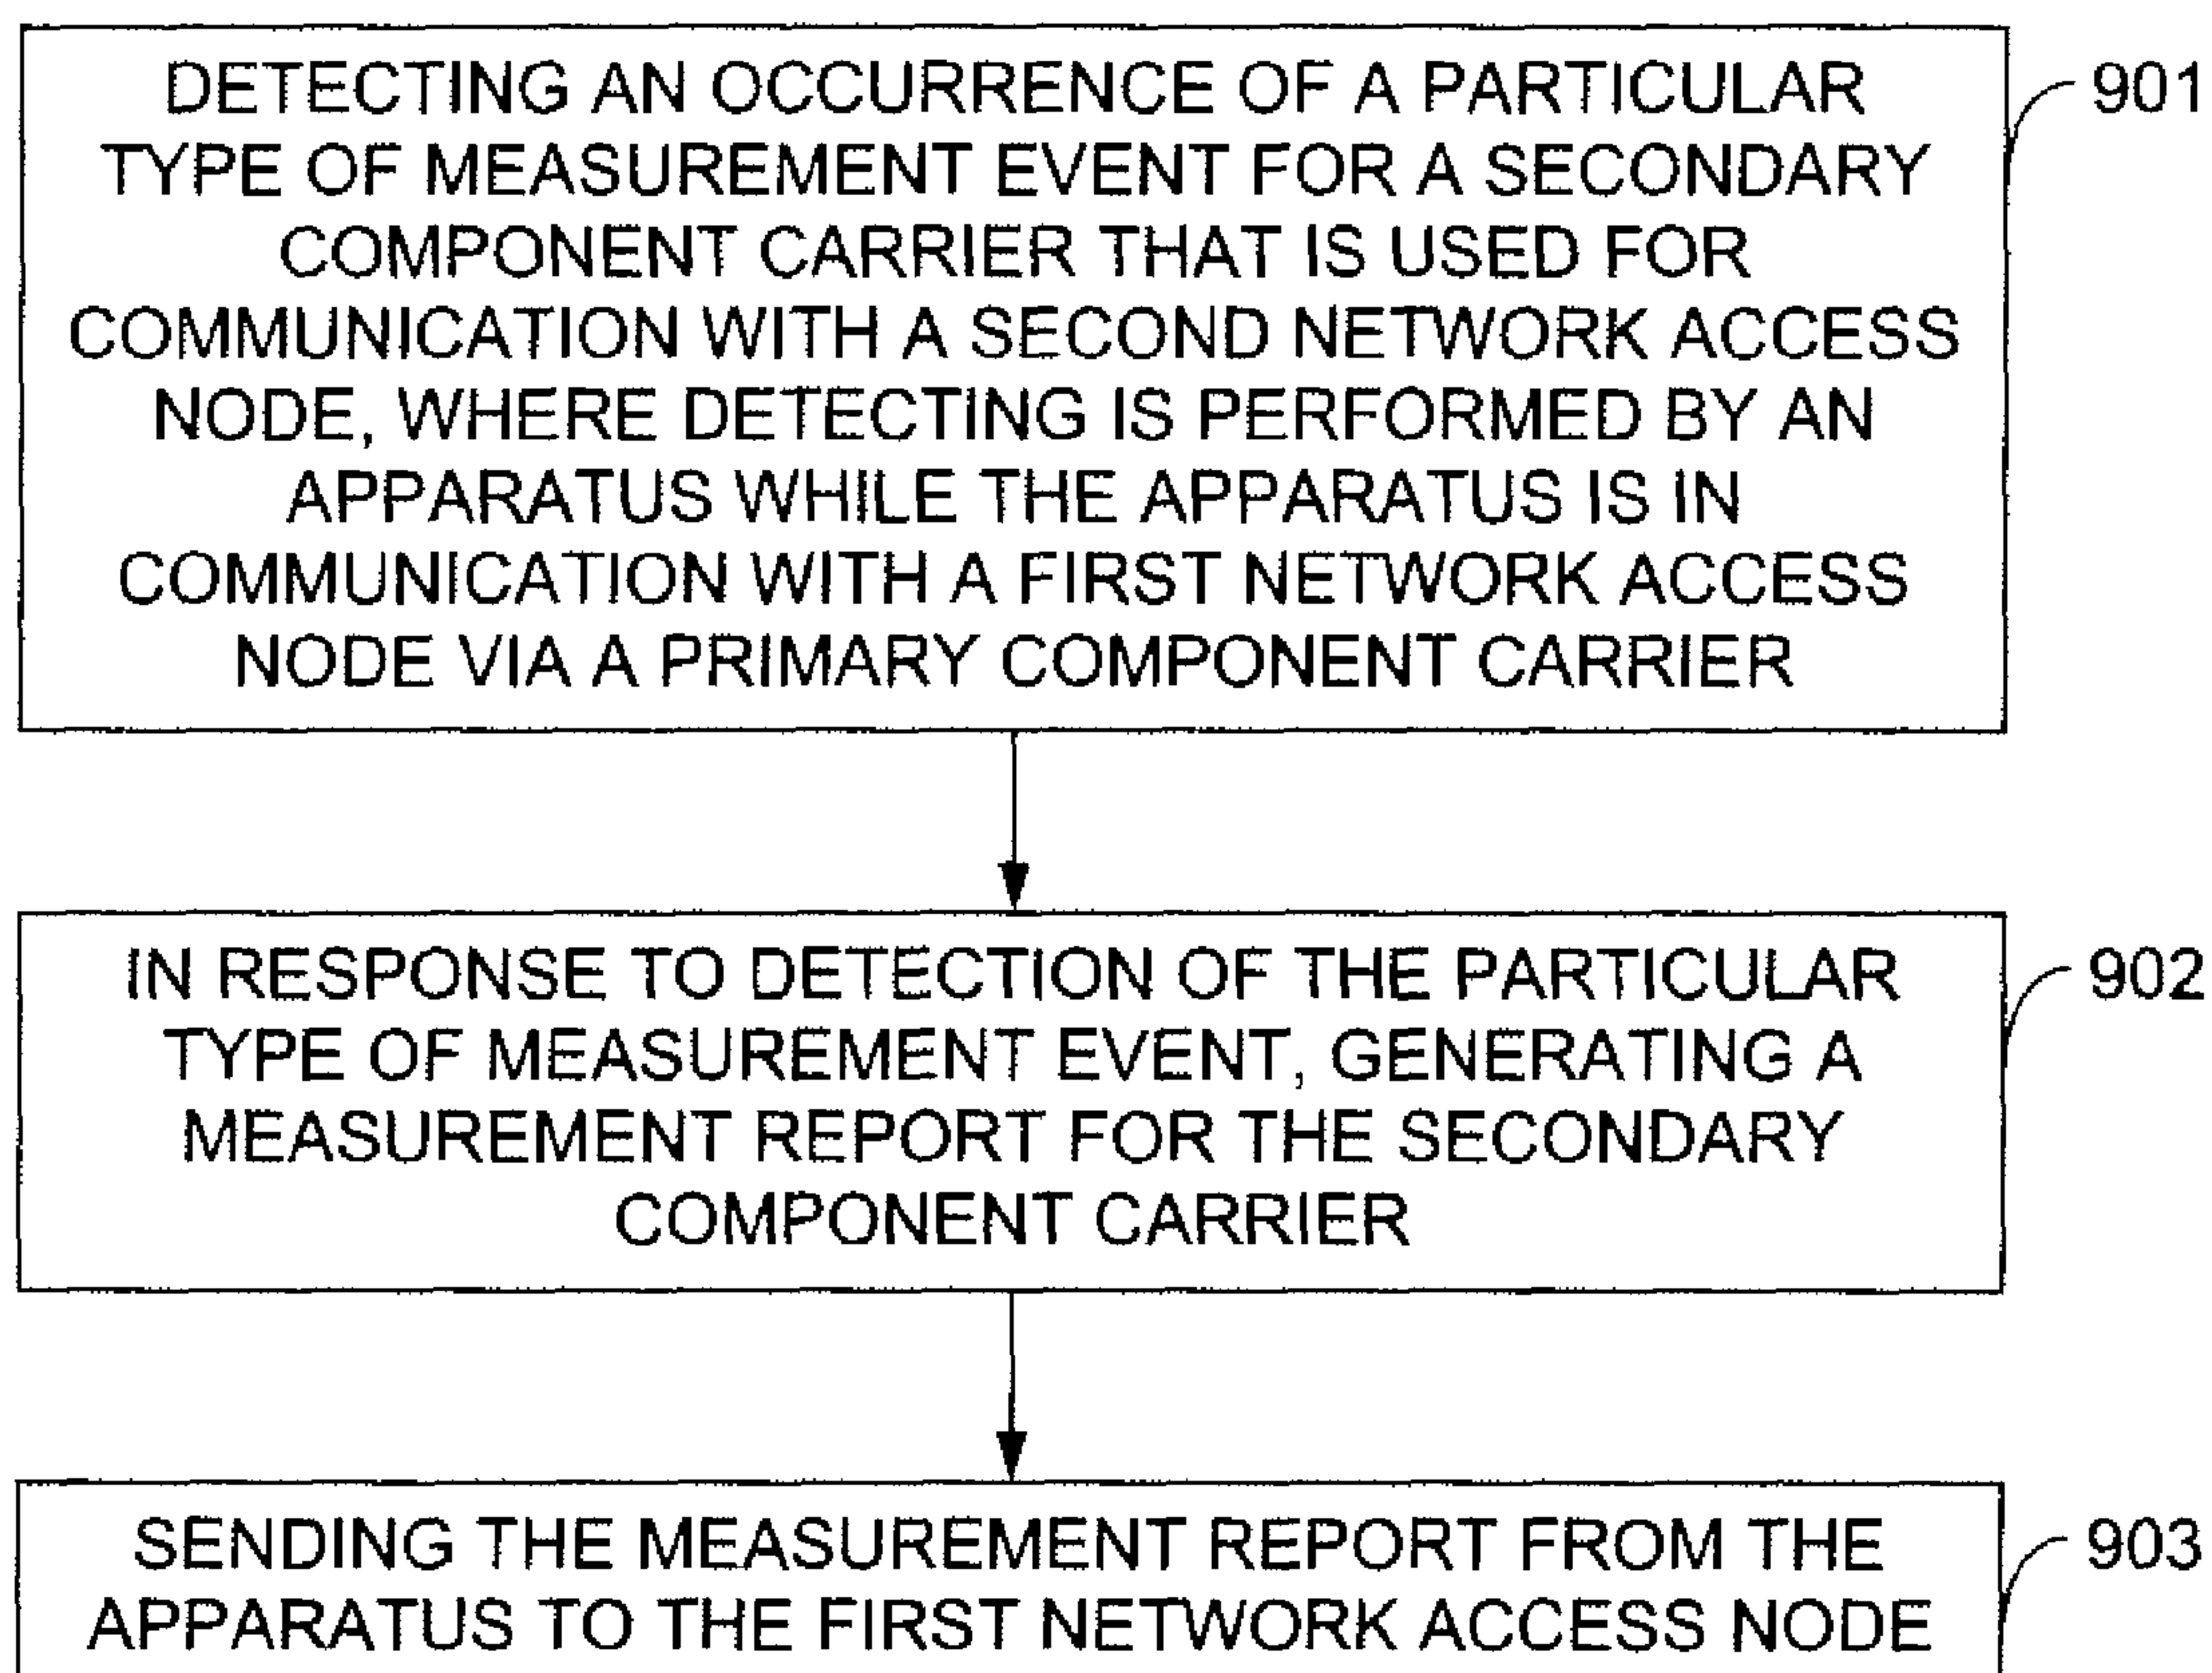 DETECTING AN OCCURRENCE OF A PARTICULAR
TYPE OF MEASUREMENT EVENT FOR A SECONDARY
COMPONENT CARRIER THAT IS USED FOR
COMMUNICATION WITH A SECOND NETWORK ACCESS
NODE, WHERE DETECTING IS PERFORMED BY AN
APPARATUS WHILE THE APPARATUS IS IN
COMMUNICATION WITH A FIRST NETWORK ACCESS
NODE VIA A PRIMARY COMPONENT CARRIER
901
IN RESPONSE TO DETECTION OF THE PARTICULAR
TYPE OF MEASUREMENT EVENT, GENERATING A
MEASUREMENT REPORT FOR THE SECONDARY
COMPONENT CARRIER
902
SENDING THE MEASUREMENT REPORT FROM THE
APPARATUS TO THE FIRST NETWORK ACCESS NODE
903